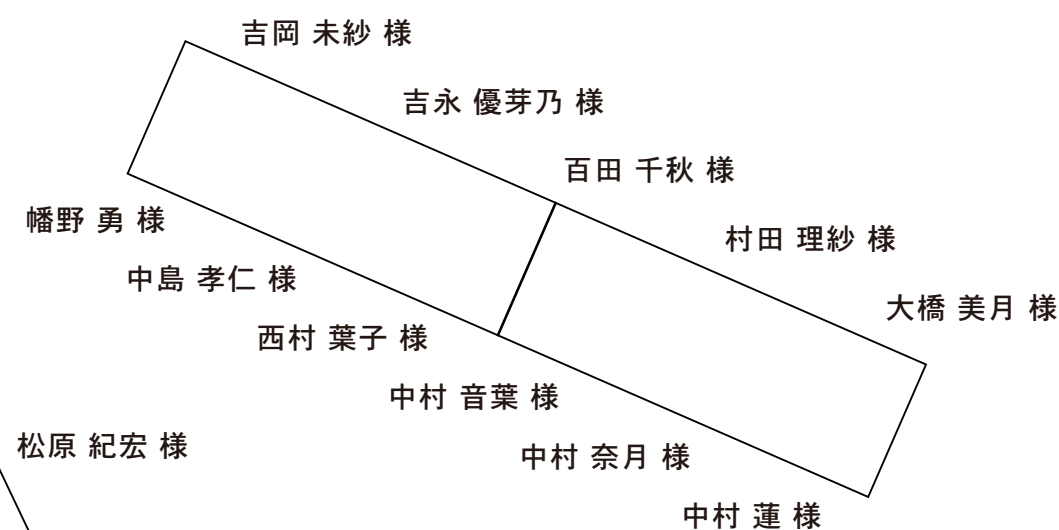 吉岡 未紗 様
吉永 優芽乃 様
百田 千秋 様
村田 理紗 様
大橋 美月 様
幡野 勇 様
中島 孝仁 様
西村 葉子 様
中村 音葉 様
中村 奈月 様
中村 蓮 様
松原 紀宏 様